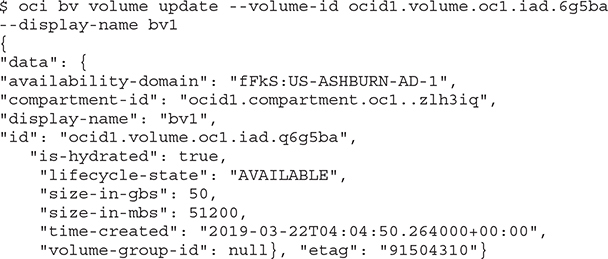 $ oci bv volume update --volume-id ocid1.volume.oc1.iad.6g5ba
--display-name bv1
{
"data": {
"availability-domain": "fFkS:US-ASHBURN-AD-1",
"compartment-id": "ocid1.compartment.oc1..zlh3iq",
"display-name": "bv1",
"id": "ocid1.volume.oc1.iad.q6g5ba",
   "is-hydrated": true,
    "lifecycle-state": "AVAILABLE",
    "size-in-gbs": 50,
    "size-in-mbs": 51200,
    "time-created": "2019-03-22T04:04:50.264000+00:00",
    "volume-group-id": null}, "etag": "91504310"}